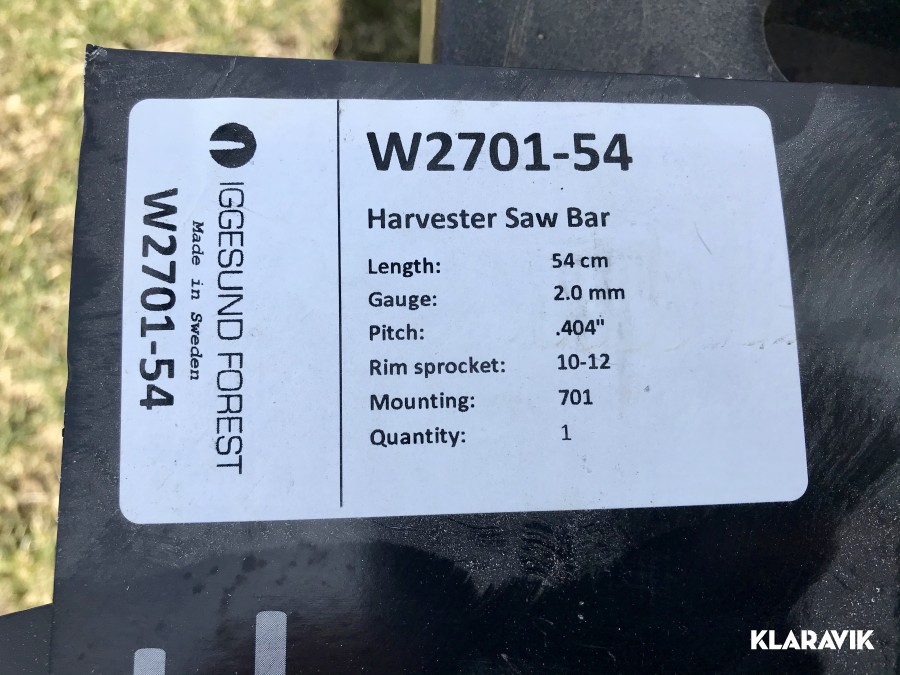 IGGESUND FOREST
Made in Sweden
W2701-54
W2701-54
Harvester Saw Bar
Length: 54 cm
Gauge: 2.0 mm
Pitch: .404"
Rim sprocket: 10-12
Mounting: 701
Quantity: 1
KLARAVIK